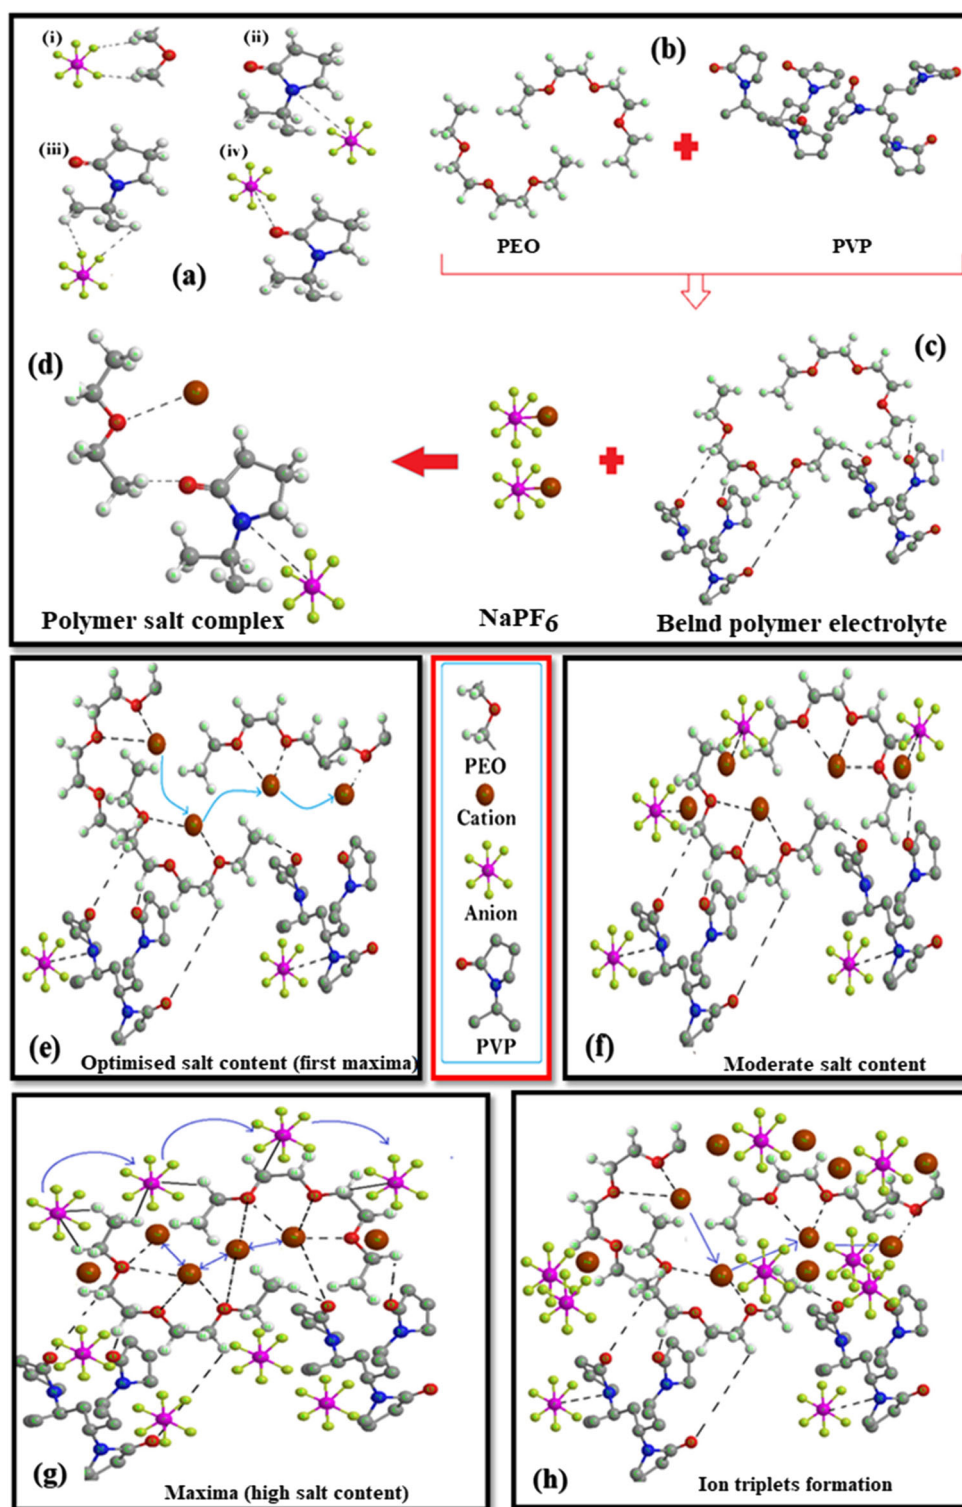 (i)
(ii)
(iii)
(iv)
(a)
(b)
PEO
PVP
(c)
(d)
Polymer salt complex
NaPF6
Belnd polymer electrolyte
(e)
Optimised salt content (first maxima)
PEO
Cation
Anion
PVP
(f)
Moderate salt content
(g)
Maxima (high salt content)
(h)
Ion triplets formation